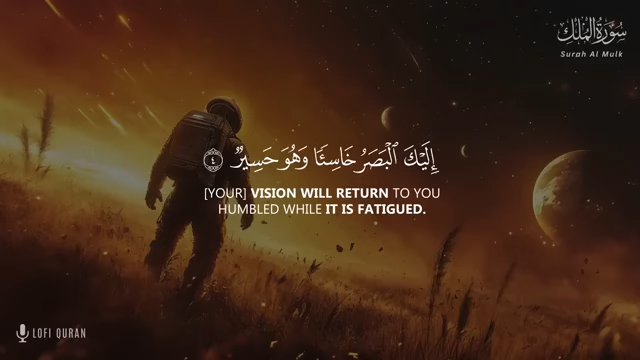 سُورَةُ الْمُلْكِ
Surah Al Mulk
إِلَيْكَ ٱلْبَصَرُ خَاسِئًا وَهُوَ حَسِيرٌ ٤
[YOUR] VISION WILL RETURN TO YOU
HUMBLED WHILE IT IS FATIGUED.
LOFI QURAN